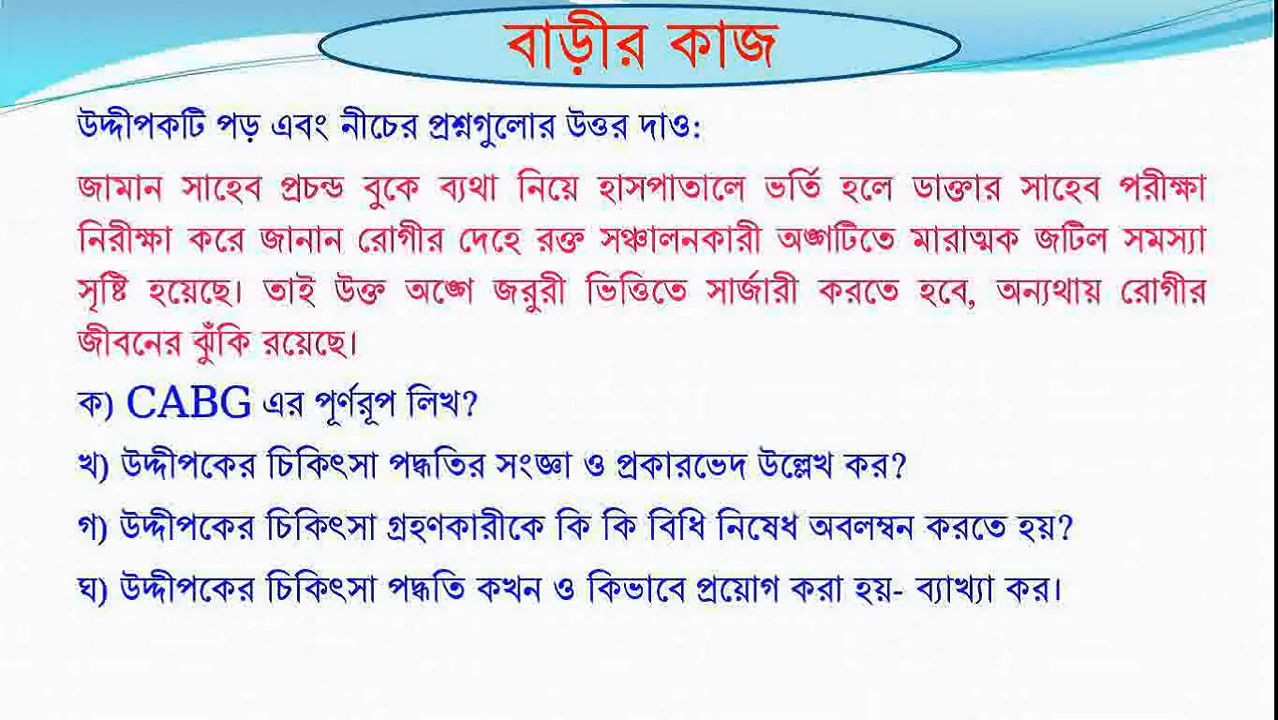 বাড়ীর কাজ
উদ্দীপকটি পড় এবং নীচের প্রশ্নগুলোর উত্তর দাও:
জামান সাহেব প্রচন্ড বুকে ব্যথা নিয়ে হাসপাতালে ভর্তি হলে ডাক্তার সাহেব পরীক্ষা
নিরীক্ষা করে জানান রোগীর দেহে রক্ত সঞ্চালনকারী অঙ্গটিতে মারাত্মক জটিল সমস্যা
সৃষ্টি হয়েছে। তাই উক্ত অঙ্গে জরুরী ভিত্তিতে সার্জারী করতে হবে, অন্যথায় রোগীর
জীবনের ঝুঁকি রয়েছে।
ক) CABG এর পূর্ণরূপ লিখ?
খ) উদ্দীপকের চিকিৎসা পদ্ধতির সংজ্ঞা ও প্রকারভেদ উল্লেখ কর?
গ) উদ্দীপকের চিকিৎসা গ্রহণকারীকে কি কি বিধি নিষেধ অবলম্বন করতে হয়?
ঘ) উদ্দীপকের চিকিৎসা পদ্ধতি কখন ও কিভাবে প্রয়োগ করা হয়- ব্যাখ্যা কর।